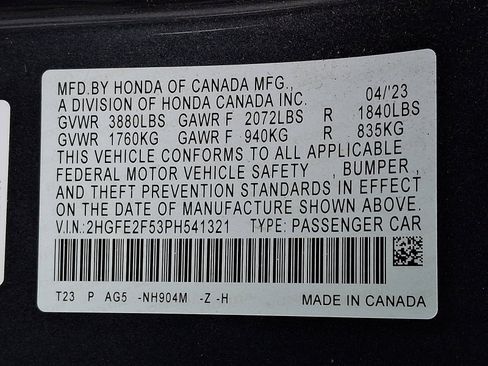 MFD.BY HONDA OF CANADA MFG.,
A DIVISION OF HONDA CANADA INC. 04/'23
GVWR 3880LBS GAWR F 2072LBS R 1840LBS
GVWR 1760KG GAWR F 940KG R 835KG
THIS VEHICLE CONFORMS TO ALL APPLICABLE
FEDERAL MOTOR VEHICLE SAFETY , BUMPER ,
AND THEFT PREVENTION STANDARDS IN EFFECT
ON THE DATE OF MANUFACTURE SHOWN ABOVE.
V.I.N.:2HGFE2F53PH541321 TYPE: PASSENGER CAR
T23 P AG5 -NH904M -Z -H MADE IN CANADA